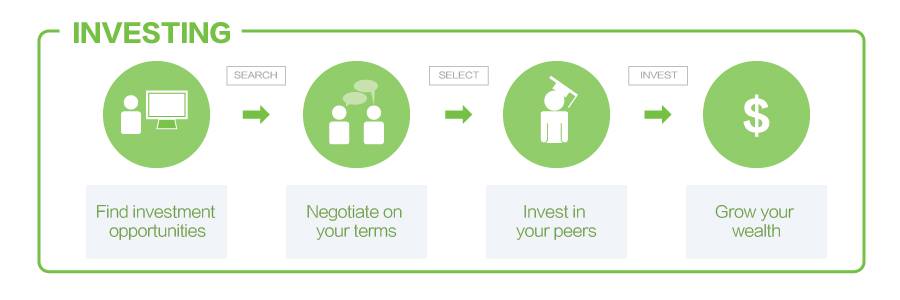 INVESTING
SEARCH
SELECT
INVEST
$
Find investment
opportunities
Negotiate on
your terms
Invest in
your peers
Grow your
wealth